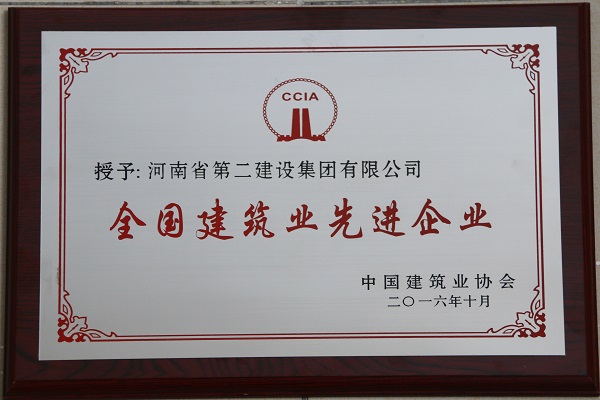 CCIA
授予:河南省第二建设集团有限公司
全国建筑业先进企业
中国建筑业协会
二〇一六年十月